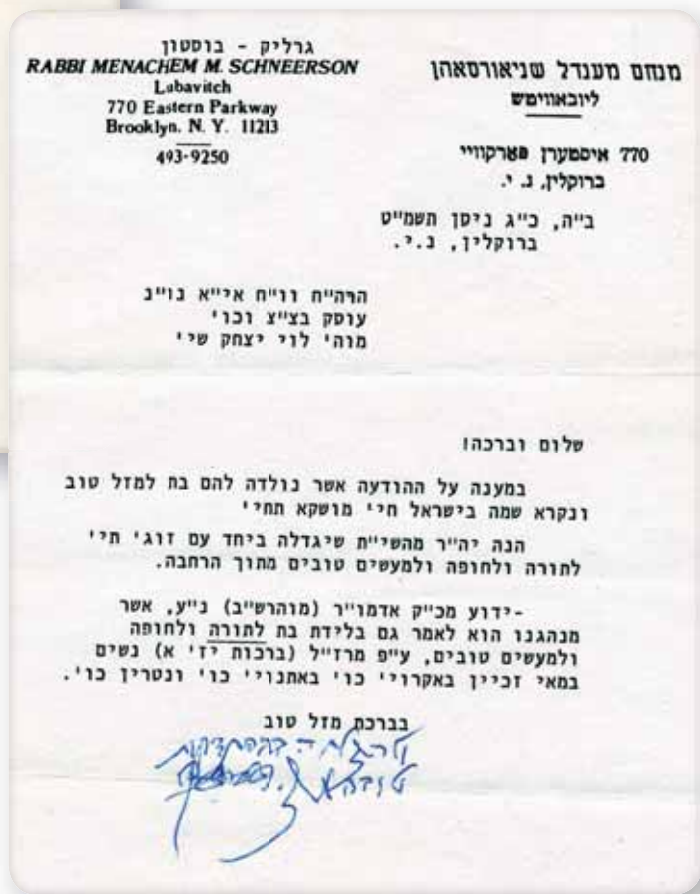 גרליק - בוסטון
RABBI MENACHEM M. SCHNEERSON
Lubavitch
770 Eastern Parkway
Brooklyn. N. Y. 11213
493-9250
מנחם מענדל שניאורסאהן
ליובאוויטש
770 איסטערן פארקוויי
ברוקלין, נ. י.
ב"ה, כ"ג ניסן תשמ"ט
ברוקלין, נ.י.
הרה"ח וו"ח אי"א נו"נ
עוסק בצ"צ וכו'
מוה' לוי יצחק שי'
שלום וברכה!
במענה על ההודעה אשר נולדה להם בת למזל טוב
ונקרא שמה בישראל חי' מושקא תחי'
הנה יה"ר מהשי"ת שיגדלה ביחד עם זוג' תי'
לתורה ולחופה ולמעשים טובים מתוך הרחבה.
-ידוע מכ"ק אדמו"ר (מוהרש"ב) נ"ע, אשר
מנהגנו הוא לאמר גם בלידת בת לתורה ולחופה
ולמעשים טובים, ע"פ מרז"ל (ברכות יז' א) נשים
במאי זכיין באקרויי כו' באתנויי כו' ונטרין כו'.
בברכת מזל טוב